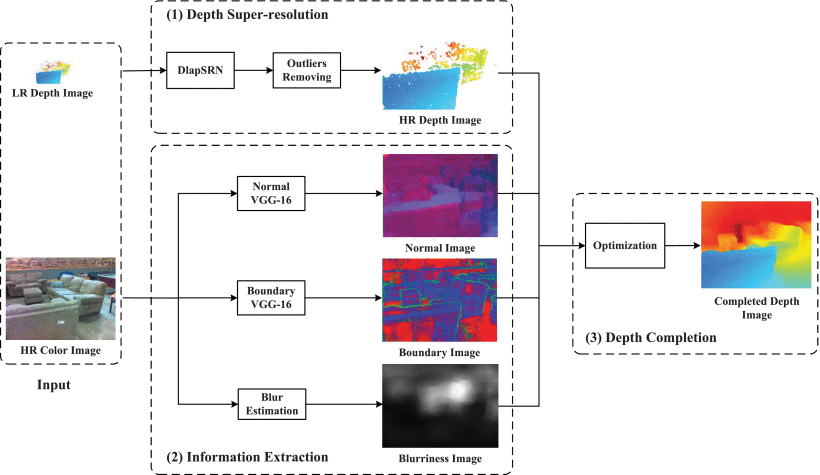 (1) Depth Super-resolution
LR Depth Image
DlapSRN
Outliers
Removing
HR Depth Image
HR Color Image
Input
Normal
VGG-16
Normal Image
Boundary
VGG-16
Boundary Image
Blur
Estimation
Blurriness Image
(2) Information Extraction
Optimization
Completed Depth
Image
(3) Depth Completion